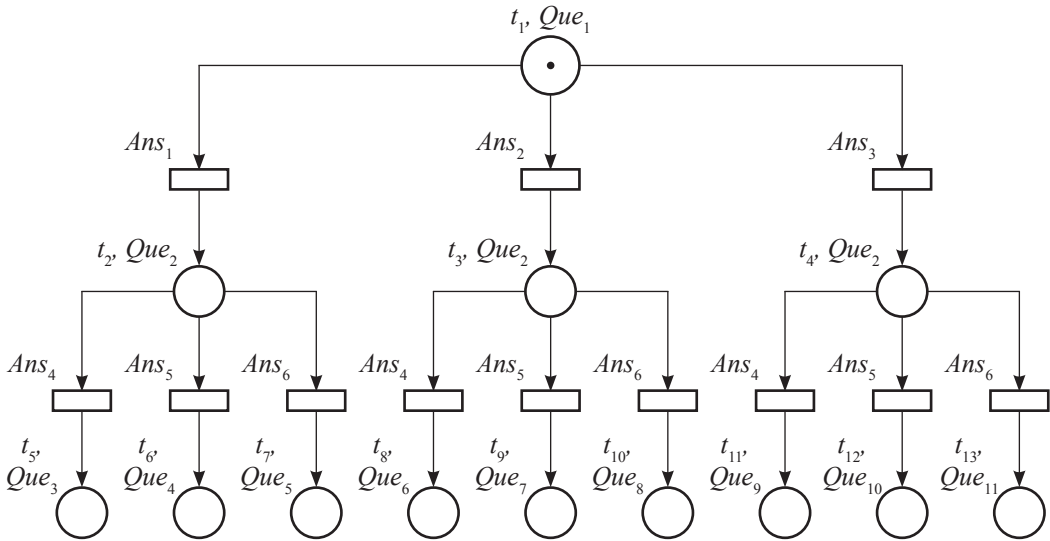 t₁, Que₁
Ans₁ Ans₂ Ans₃
t₂, Que₂ t₃, Que₂ t₄, Que₂
Ans₄ Ans₅ Ans₆ Ans₄ Ans₅ Ans₆ Ans₄ Ans₅ Ans₆
t₅, t₆, t₇, t₈, t₉, t₁₀, t₁₁, t₁₂, t₁₃,
Que₃ Que₄ Que₅ Que₆ Que₇ Que₈ Que₉ Que₁₀ Que₁₁